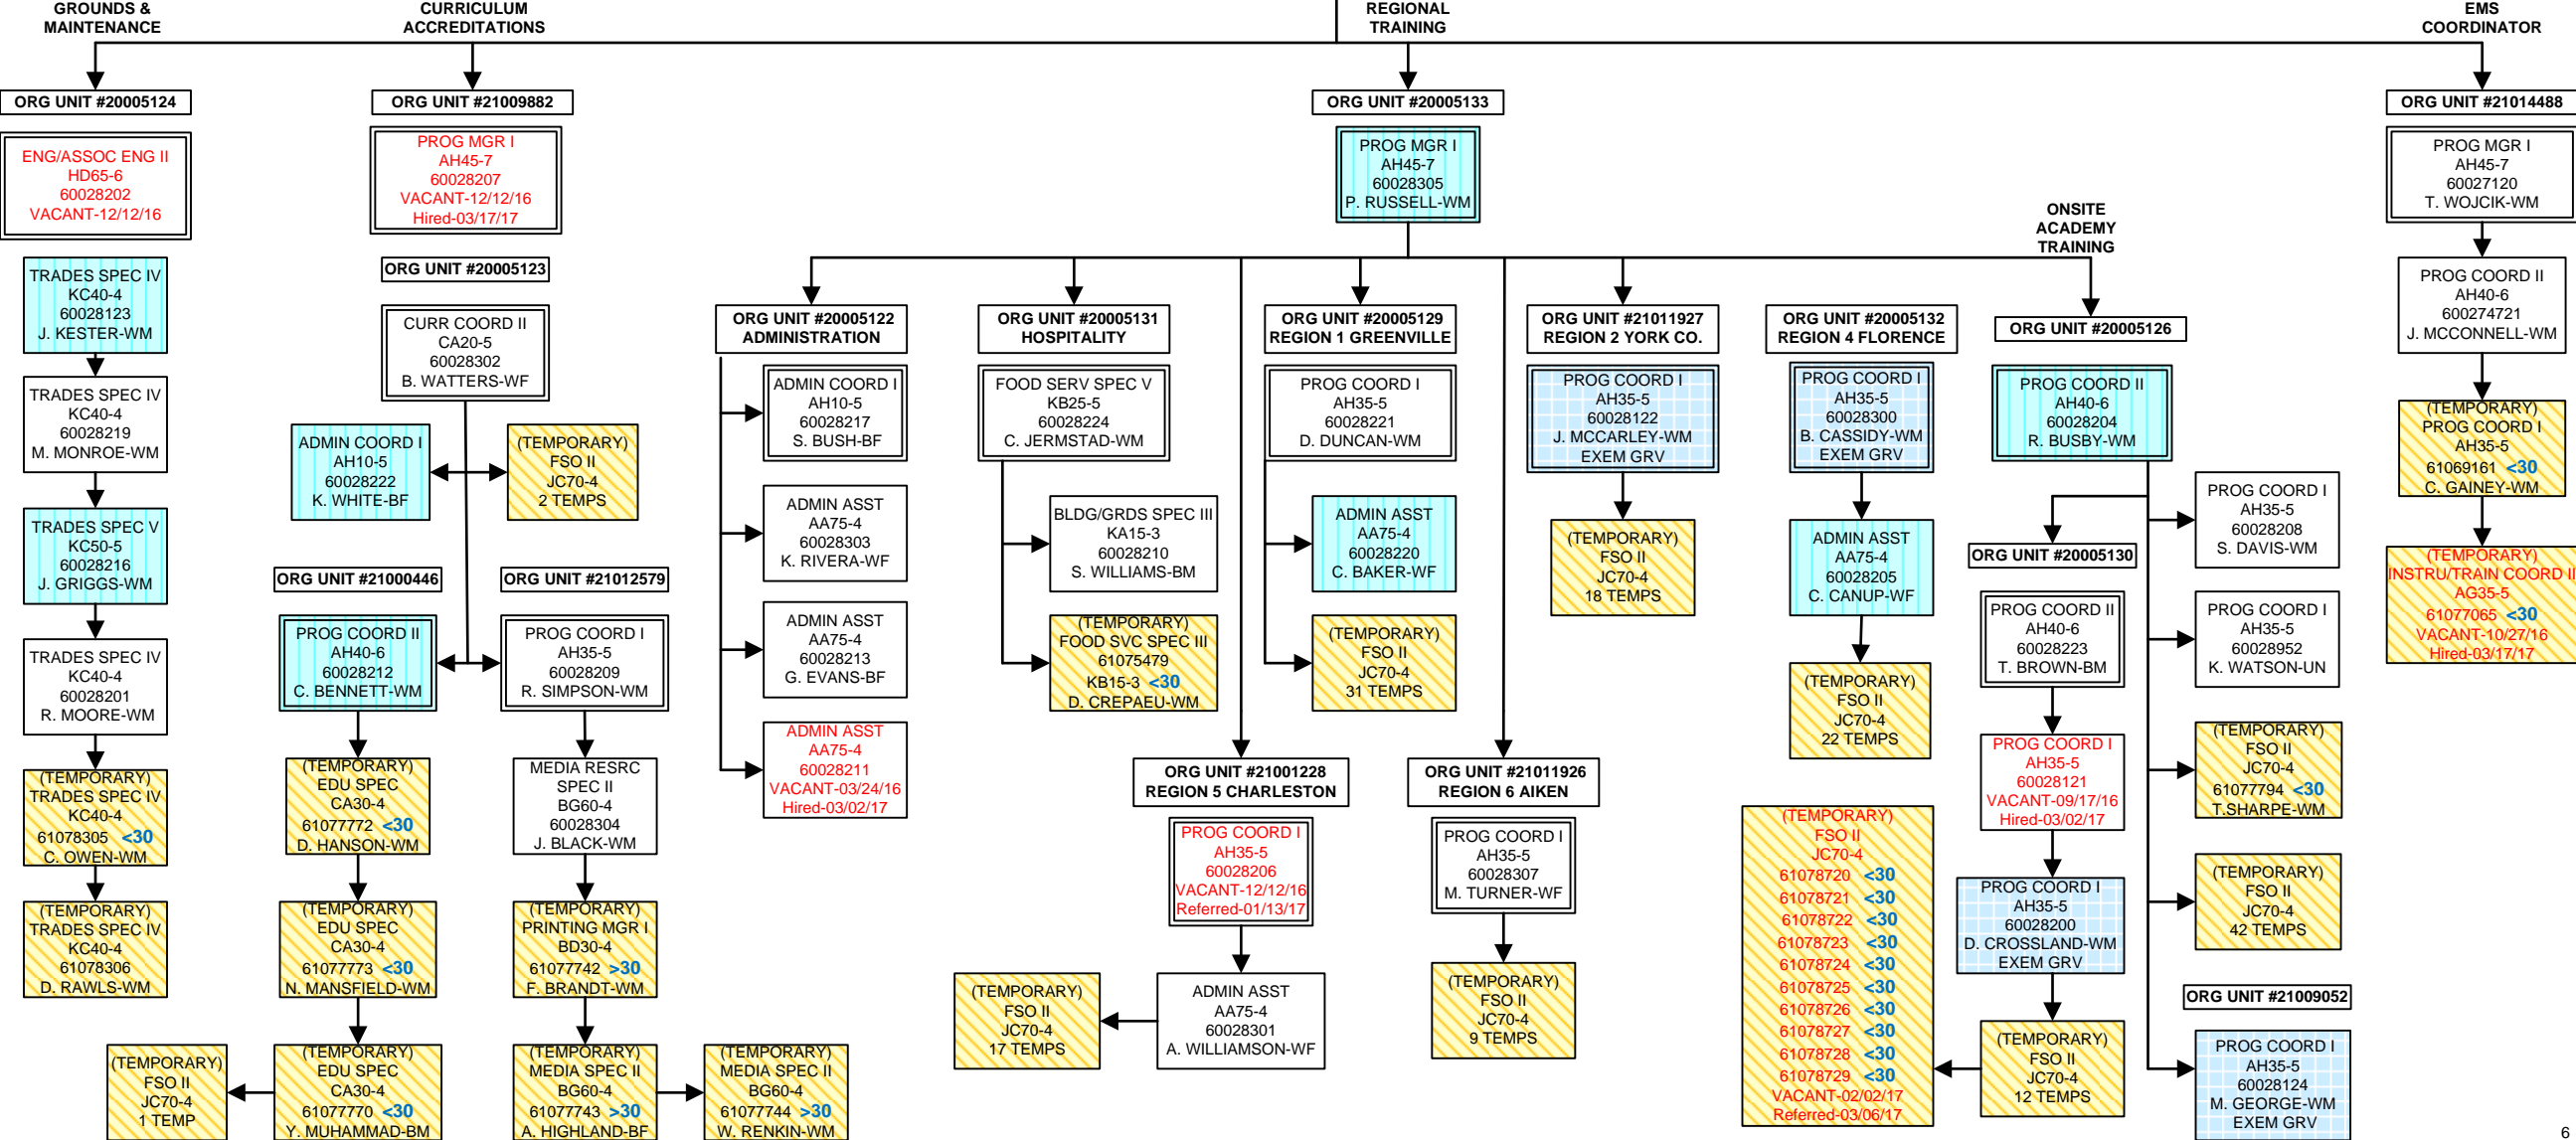 GROUNDS &
MAINTENANCE
CURRICULUM
ACCREDITATIONS
REGIONAL
TRAINING
EMS
COORDINATOR
ORG UNIT #20005124
ENG/ASSOC ENG II
HD65-6
60028202
VACANT-12/12/16
TRADES SPEC IV
KC40-4
60028123
J. KESTER-WM
TRADES SPEC IV
KC40-4
60028219
M. MONROE-WM
TRADES SPEC V
KC50-5
60028216
J. GRIGGS-WM
TRADES SPEC IV
KC40-4
60028201
R. MOORE-WM
(TEMPORARY)
TRADES SPEC IV
KC40-4
61078305 <30
C. OWEN-WM
(TEMPORARY)
TRADES SPEC IV
KC40-4
61078306
D. RAWLS-WM
ORG UNIT #21009882
PROG MGR I
AH45-7
60028207
VACANT-12/12/16
Hired-03/17/17
ORG UNIT #20005123
CURR COORD II
CA20-5
60028302
B. WATTERS-WF
ADMIN COORD I
AH10-5
60028222
K. WHITE-BF
(TEMPORARY)
FSO II
JC70-4
2 TEMPS
ORG UNIT #21000446
PROG COORD II
AH40-6
60028212
C. BENNETT-WM
(TEMPORARY)
EDU SPEC
CA30-4
61077772 <30
D. HANSON-WM
(TEMPORARY)
EDU SPEC
CA30-4
61077773 <30
N. MANSFIELD-WM
(TEMPORARY)
EDU SPEC
CA30-4
61077770 <30
Y. MUHAMMAD-BM
(TEMPORARY)
FSO II
JC70-4
1 TEMP
ORG UNIT #21012579
PROG COORD I
AH35-5
60028209
R. SIMPSON-WM
MEDIA RESRC
SPEC II
BG60-4
60028304
J. BLACK-WM
(TEMPORARY)
PRINTING MGR I
BD30-4
61077742 >30
F. BRANDT-WM
(TEMPORARY)
MEDIA SPEC II
BG60-4
61077743 >30
A. HIGHLAND-BF
(TEMPORARY)
MEDIA SPEC II
BG60-4
61077744 >30
W. RENKIN-WM
ORG UNIT #20005133
PROG MGR I
AH45-7
60028305
P. RUSSELL-WM
ORG UNIT #20005122
ADMINISTRATION
ADMIN COORD I
AH10-5
60028217
S. BUSH-BF
ADMIN ASST
AA75-4
60028303
K. RIVERA-WF
ADMIN ASST
AA75-4
60028213
G. EVANS-BF
ADMIN ASST
AA75-4
60028211
VACANT-03/24/16
Hired-03/02/17
ORG UNIT #20005131
HOSPITALITY
FOOD SERV SPEC V
KB25-5
60028224
C. JERMSTAD-WM
BLDG/GRDS SPEC III
KA15-3
60028210
S. WILLIAMS-BM
(TEMPORARY)
FOOD SVC SPEC III
61075479
KB15-3 <30
D. CREPAEU-WM
ORG UNIT #21001228
REGION 5 CHARLESTON
PROG COORD I
AH35-5
60028206
VACANT-12/12/16
Referred-01/13/17
ADMIN ASST
AA75-4
60028301
A. WILLIAMSON-WF
(TEMPORARY)
FSO II
JC70-4
17 TEMPS
ORG UNIT #20005129
REGION 1 GREENVILLE
PROG COORD I
AH35-5
60028221
D. DUNCAN-WM
ADMIN ASST
AA75-4
60028220
C. BAKER-WF
(TEMPORARY)
FSO II
JC70-4
31 TEMPS
ORG UNIT #21011926
REGION 6 AIKEN
PROG COORD I
AH35-5
60028307
M. TURNER-WF
(TEMPORARY)
FSO II
JC70-4
9 TEMPS
ORG UNIT #21011927
REGION 2 YORK CO.
PROG COORD I
AH35-5
60028122
J. MCCARLEY-WM
EXEM GRV
(TEMPORARY)
FSO II
JC70-4
18 TEMPS
ORG UNIT #20005132
REGION 4 FLORENCE
PROG COORD I
AH35-5
60028300
B. CASSIDY-WM
EXEM GRV
ADMIN ASST
AA75-4
60028205
C. CANUP-WF
(TEMPORARY)
FSO II
JC70-4
22 TEMPS
ONSITE
ACADEMY
TRAINING
ORG UNIT #20005126
PROG COORD II
AH40-6
60028204
R. BUSBY-WM
ORG UNIT #20005130
PROG COORD II
AH40-6
60028223
T. BROWN-BM
PROG COORD I
AH35-5
60028121
VACANT-09/17/16
Hired-03/02/17
PROG COORD I
AH35-5
60028200
D. CROSSLAND-WM
EXEM GRV
(TEMPORARY)
FSO II
JC70-4
12 TEMPS
(TEMPORARY)
FSO II
JC70-4
61078720 <30
61078721 <30
61078722 <30
61078723 <30
61078724 <30
61078725 <30
61078726 <30
61078727 <30
61078728 <30
61078729 <30
VACANT-02/02/17
Referred-03/06/17
PROG COORD I
AH35-5
60028208
S. DAVIS-WM
PROG COORD I
AH35-5
60028952
K. WATSON-UN
(TEMPORARY)
FSO II
JC70-4
61077794 <30
T.SHARPE-WM
(TEMPORARY)
FSO II
JC70-4
42 TEMPS
ORG UNIT #21009052
PROG COORD I
AH35-5
60028124
M. GEORGE-WM
EXEM GRV
ORG UNIT #21014488
PROG MGR I
AH45-7
60027120
T. WOJCIK-WM
PROG COORD II
AH40-6
600274721
J. MCCONNELL-WM
(TEMPORARY)
PROG COORD I
AH35-5
61069161 <30
C. GAINEY-WM
(TEMPORARY)
INSTRU/TRAIN COORD II
AG35-5
61077065 <30
VACANT-10/27/16
Hired-03/17/17
6